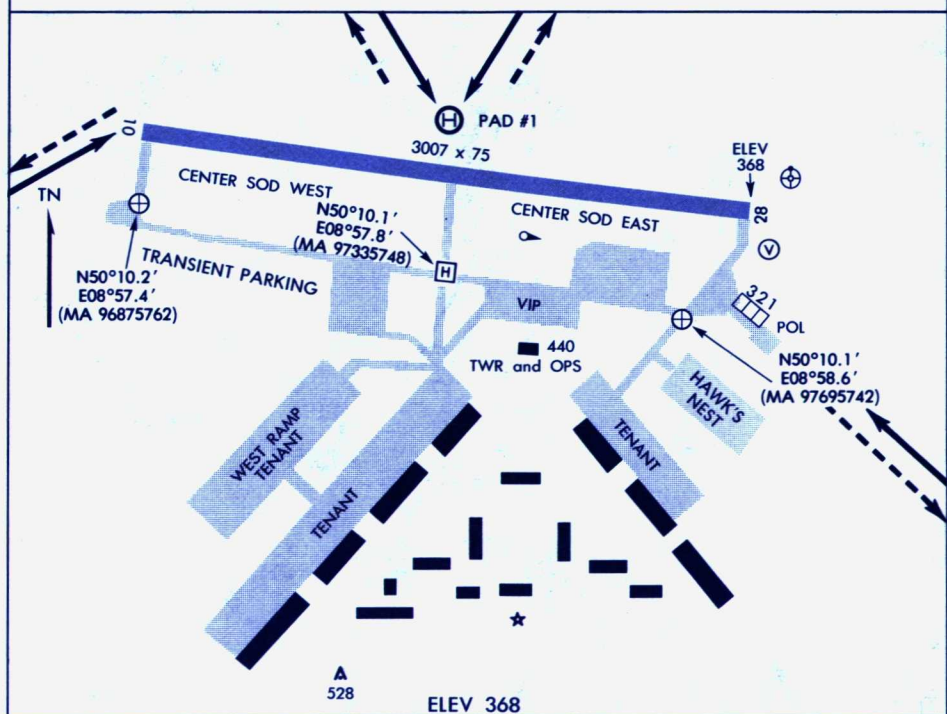 H PAD #1
3007 x 75
10
ELEV
368
28
TN
CENTER SOD WEST
CENTER SOD EAST
N50°10.1′
E08°57.8′
(MA 97335748)
H
V
N50°10.2′
E08°57.4′
(MA 96875762)
TRANSIENT PARKING
VIP
321
POL
440
TWR and OPS
N50°10.1′
E08°58.6′
(MA 97695742)
HAWK'S
NEST
WEST RAMP
TENANT
TENANT
TENANT
528
ELEV 368